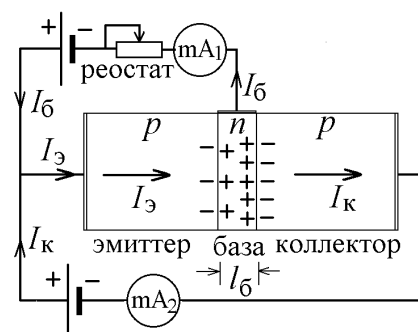 + −
реостат mA₁
Iб Iб
p n p
Iэ
− + + −
− + + −
− + + −
Iэ Iк
Iк
эмиттер база коллектор
lб
+ −
mA₂